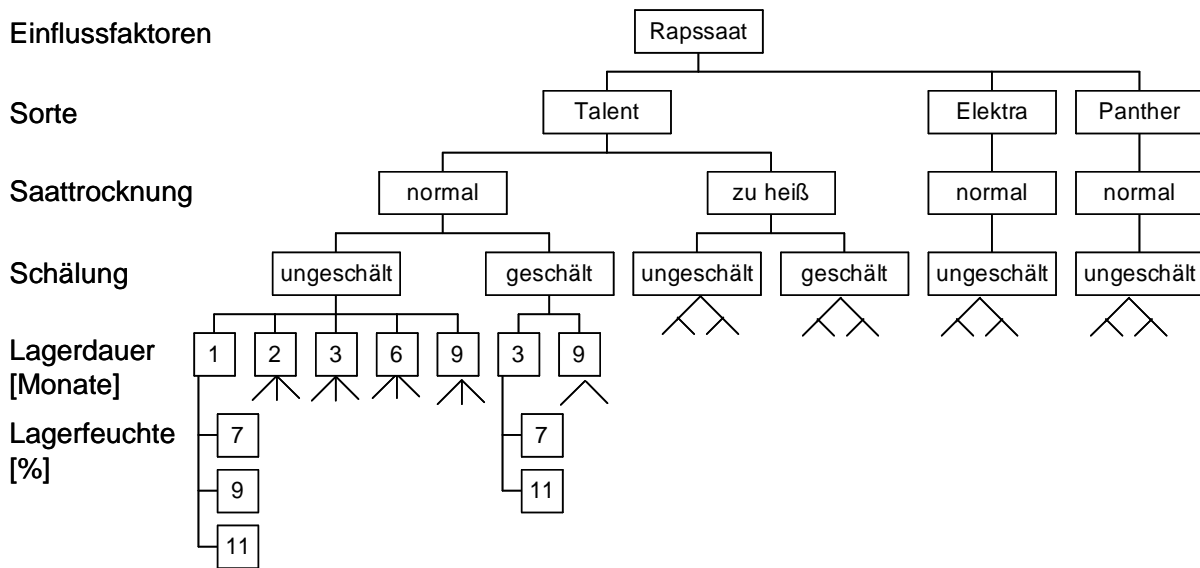 Einflussfaktoren
Rapssaat
Sorte
Talent
Elektra
Panther
Saattrocknung
normal
zu heiß
normal
normal
Schälung
ungeschält
geschält
ungeschält
geschält
ungeschält
ungeschält
Lagerdauer
[Monate]
1
2
3
6
9
3
9
Lagerfeuchte
[%]
7
7
9
11
11